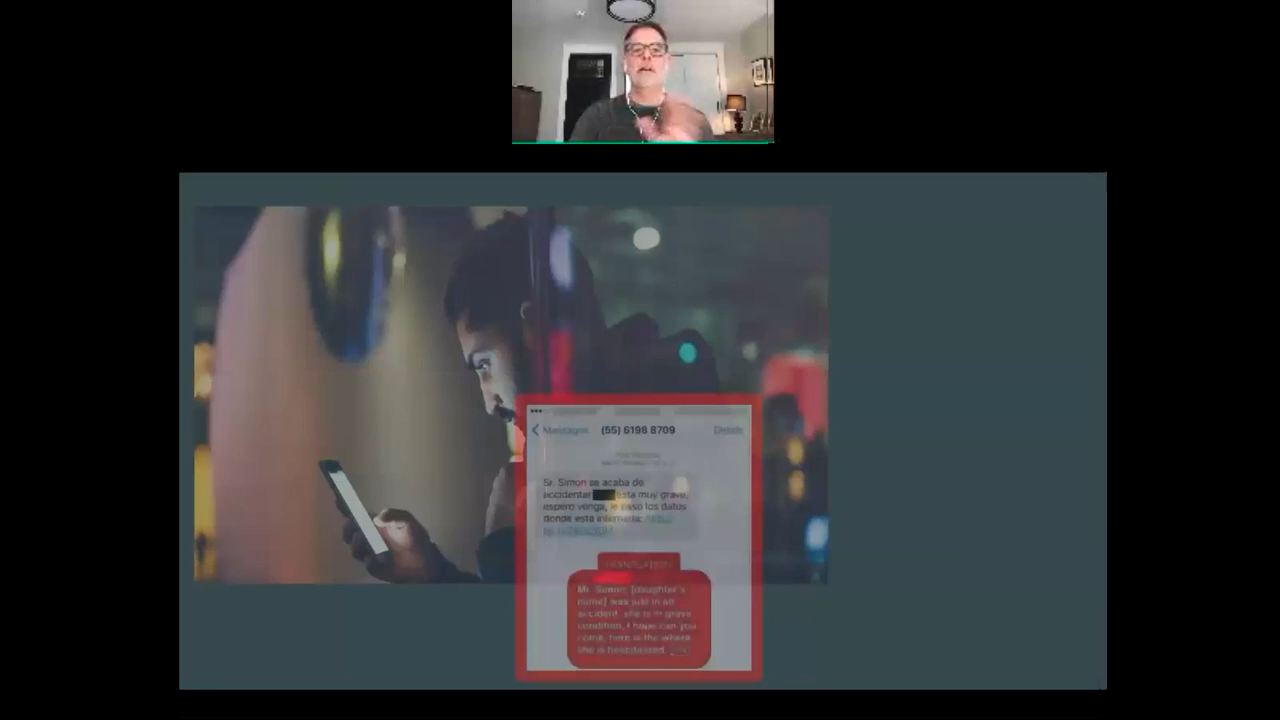 Messages (55) 6198 8709 Details
Sr. Simon se acaba de
accidentar esta muy grave,
espero venga, le paso los datos
donde esta internada:
TRANSLATION
Mr. Simon, [daughter's
name] was just in an
accident, she is in grave
condition, I hope can you
come, here is the where
she is hospitalized.